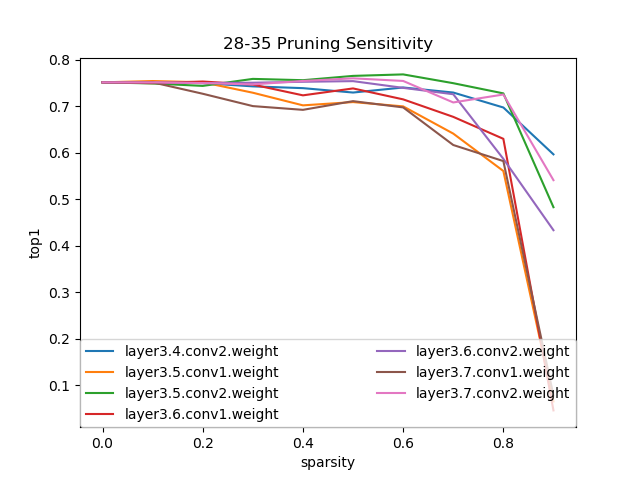 28-35 Pruning Sensitivity
0.8
0.7
0.6
0.5
0.4
0.3
0.2
0.1
top1
layer3.4.conv2.weight
layer3.5.conv1.weight
layer3.5.conv2.weight
layer3.6.conv1.weight
layer3.6.conv2.weight
layer3.7.conv1.weight
layer3.7.conv2.weight
0.0 0.2 0.4 0.6 0.8
sparsity